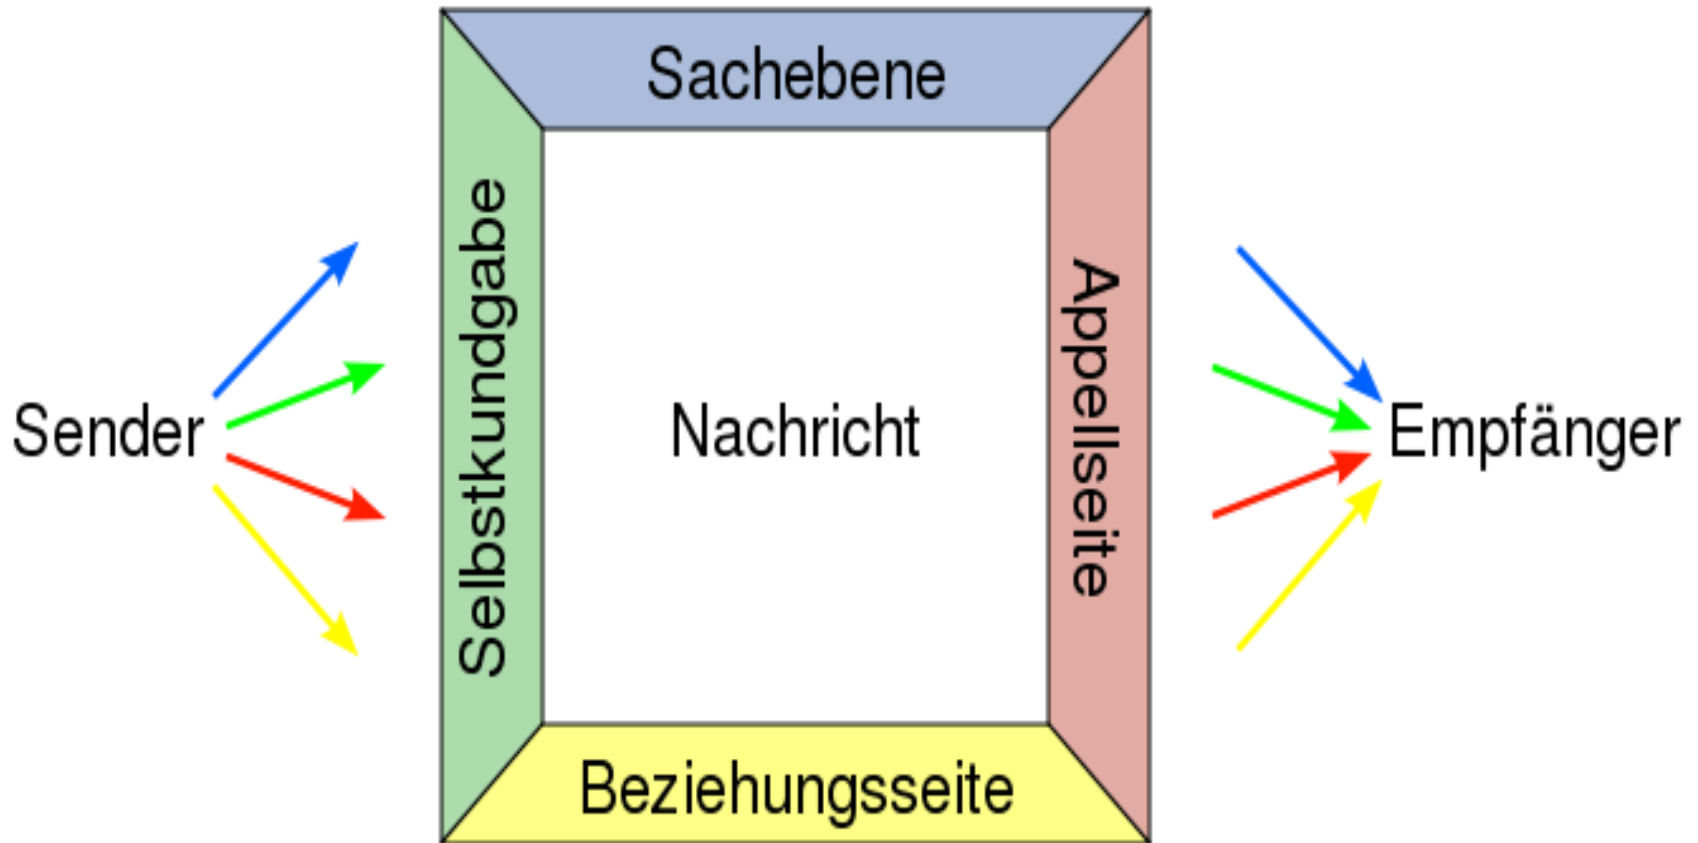 Sachebene
Selbstkundgabe
Sender
Nachricht
Appellseite
Empfänger
Beziehungsseite